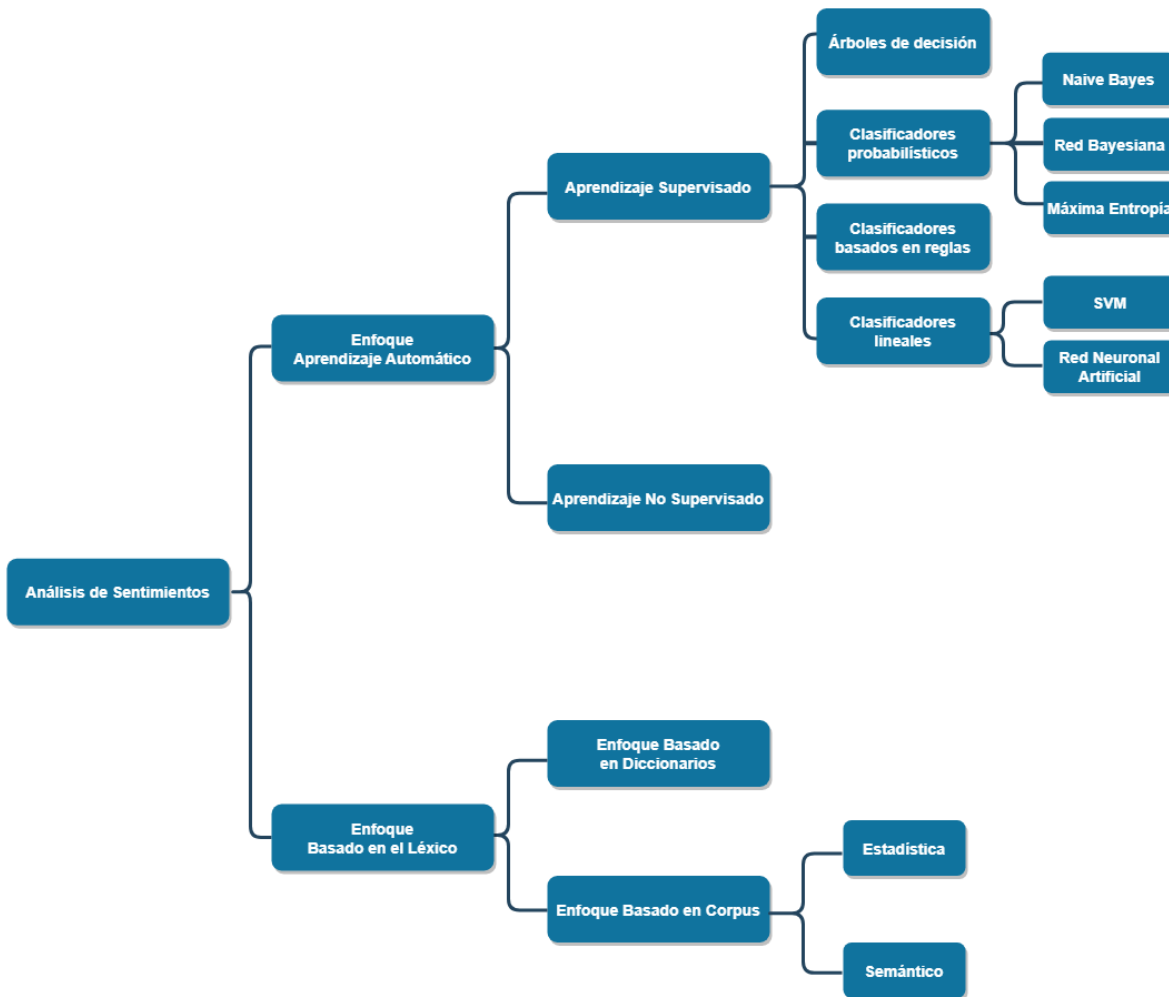 Árboles de decisión
Naive Bayes
Clasificadores
probabilísticos
Red Bayesiana
Aprendizaje Supervisado
Máxima Entropía
Clasificadores
basados en reglas
SVM
Clasificadores
lineales
Enfoque
Aprendizaje Automático
Red Neuronal
Artificial
Aprendizaje No Supervisado
Análisis de Sentimientos
Enfoque Basado
en Diccionarios
Enfoque
Basado en el Léxico
Estadística
Enfoque Basado en Corpus
Semántico